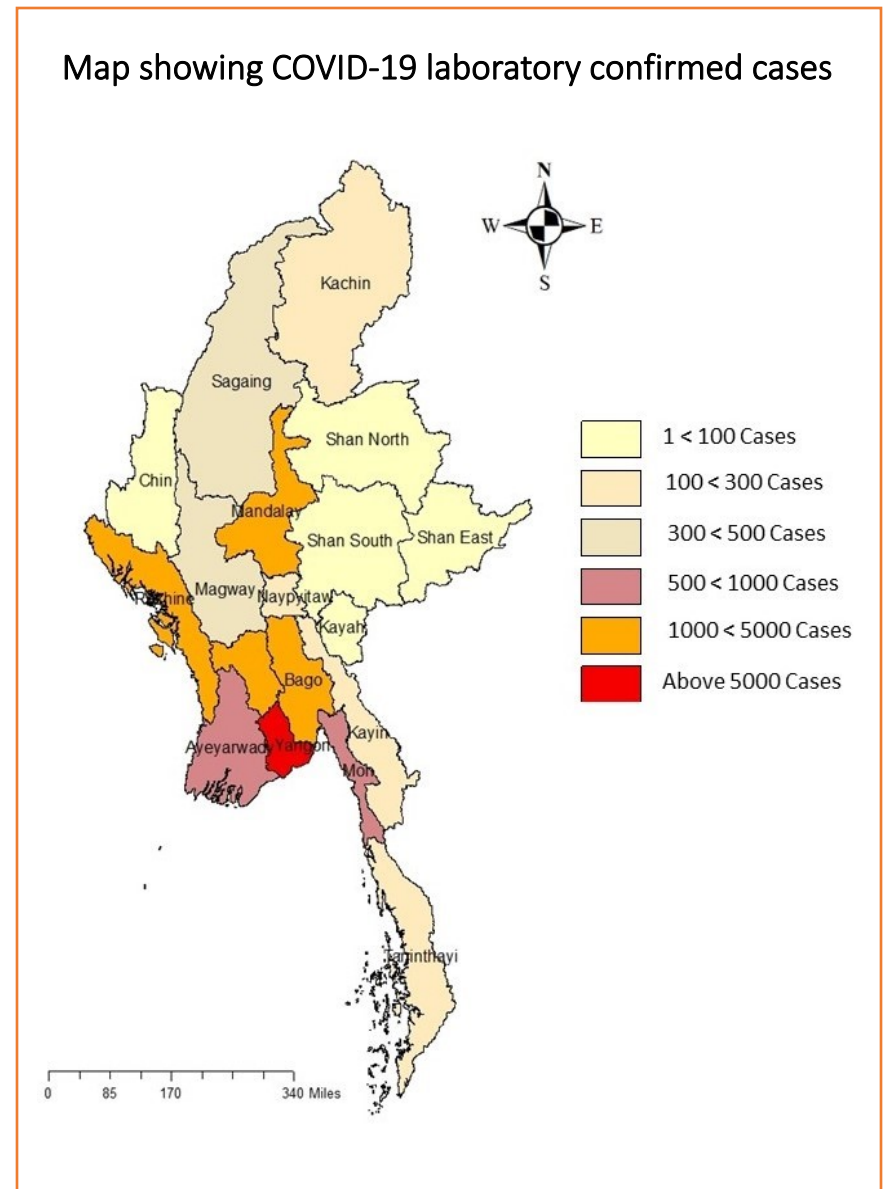 Map showing COVID-19 laboratory confirmed cases
N
W E
S
Kachin
Sagaing
Shan North
Chin
Mandalay
Shan South
Shan East
Magway
Naypyitaw
Rakhine
Kayah
Bago
Kayin
Ayeyarwady
Yangon
Mon
Taninthayi
1 < 100 Cases
100 < 300 Cases
300 < 500 Cases
500 < 1000 Cases
1000 < 5000 Cases
Above 5000 Cases
0 85 170 340 Miles